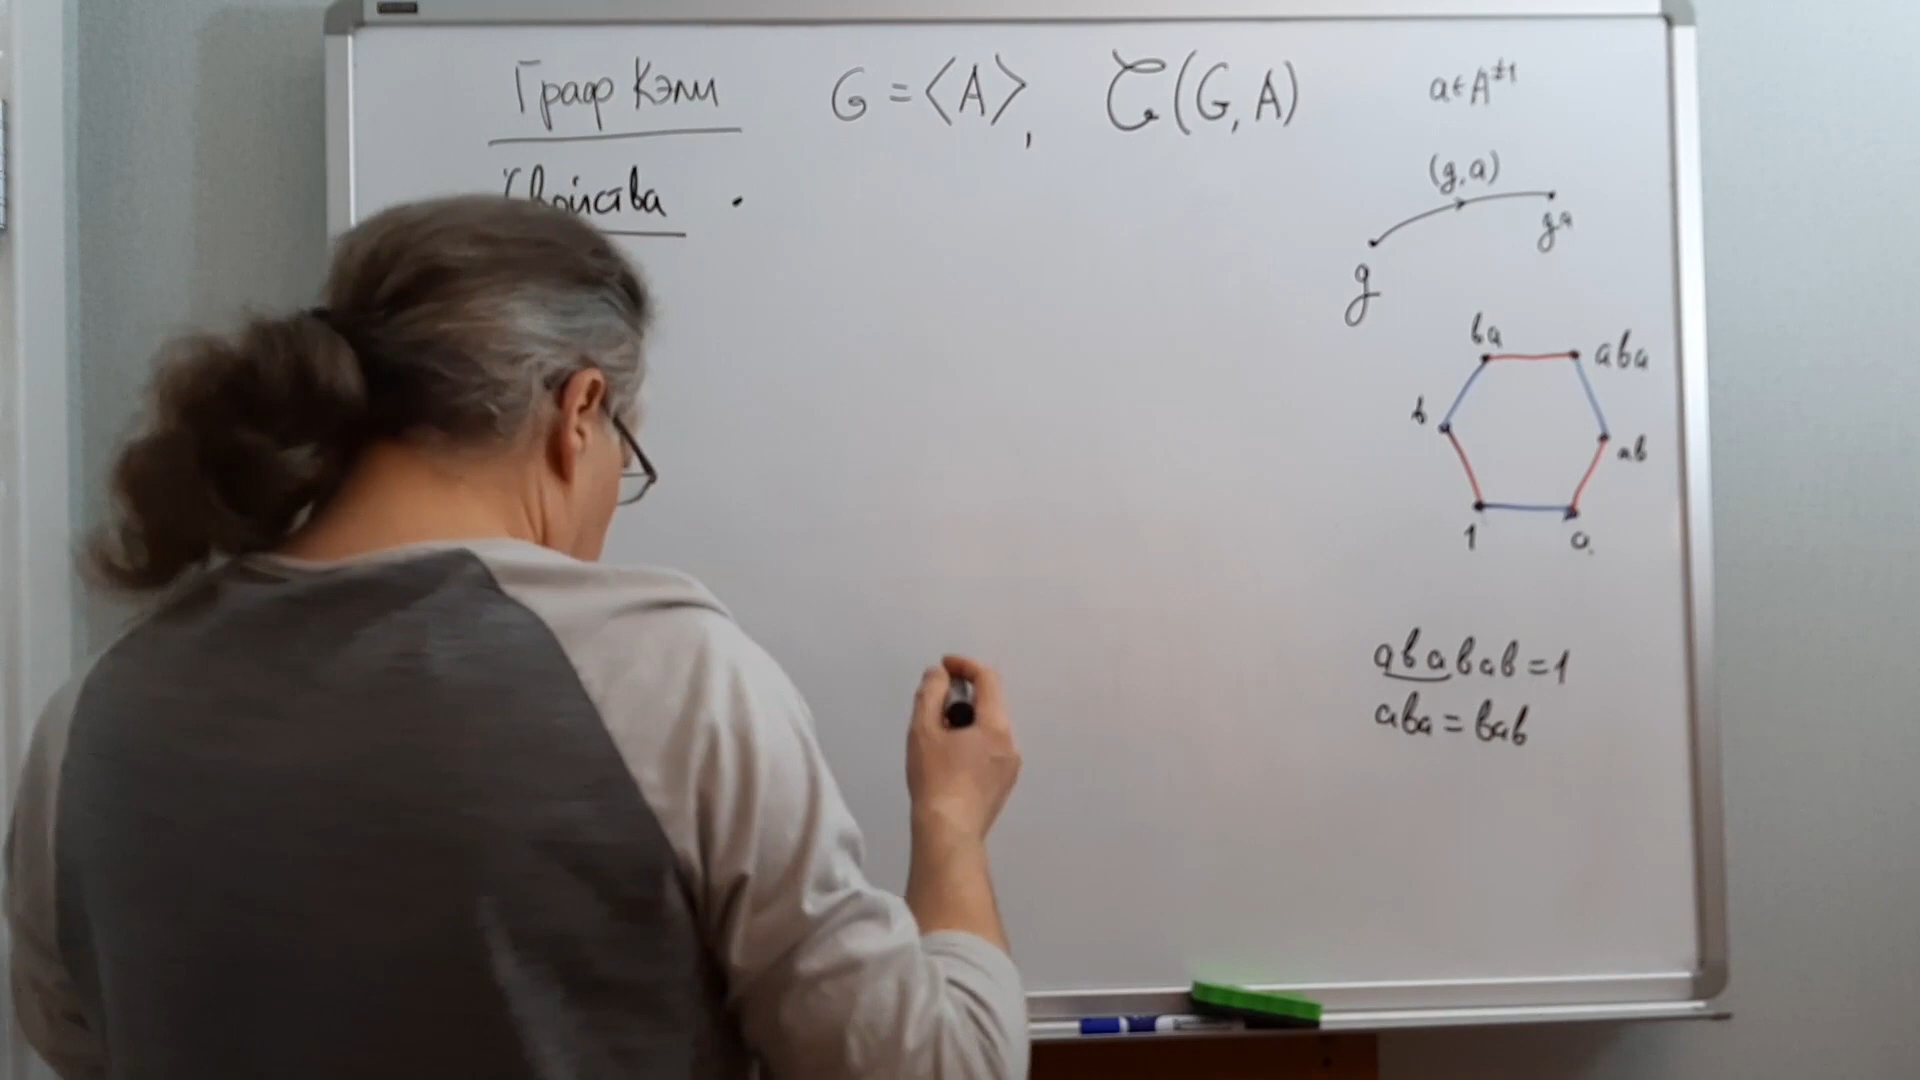 Граф Кэли G = ⟨A⟩, Γ(G, A) a ∈ A^±1
Свойства ·
(g, a)
g ga
ba aba
b ab
1 a
ababab = 1
aba = bab